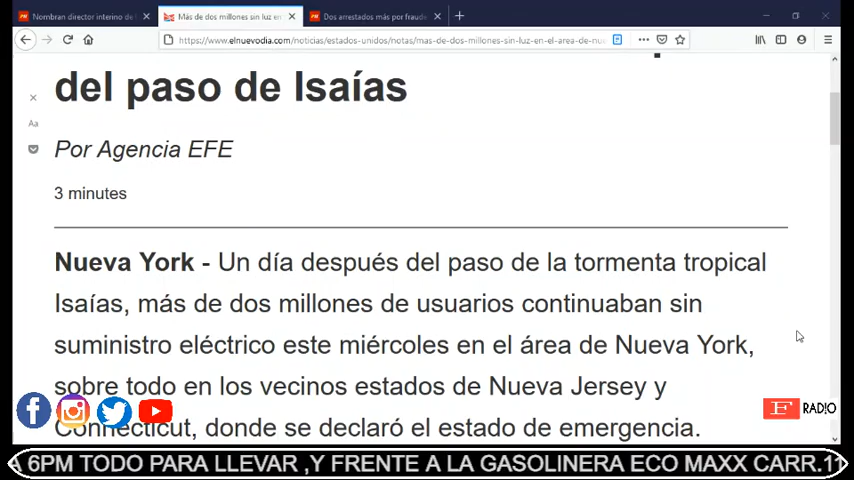 Nombran director interino de
Más de dos millones sin luz en
Dos arrestados más por fraude
https://www.elnuevodia.com/noticias/estados-unidos/notas/mas-de-dos-millones-sin-luz-en-el-area-de-nu
del paso de Isaías
Aa
Por Agencia EFE
3 minutes
Nueva York - Un día después del paso de la tormenta tropical
Isaías, más de dos millones de usuarios continuaban sin
suministro eléctrico este miércoles en el área de Nueva York,
sobre todo en los vecinos estados de Nueva Jersey y
Connecticut, donde se declaró el estado de emergencia.
F RADIO
A 6PM TODO PARA LLEVAR ,Y FRENTE A LA GASOLINERA ECO MAXX CARR.11